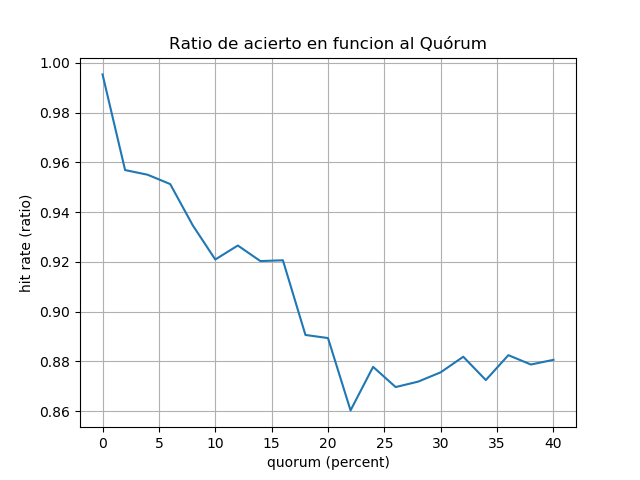 Ratio de acierto en funcion al Quórum
hit rate (ratio)
1.00
0.98
0.96
0.94
0.92
0.90
0.88
0.86
0 5 10 15 20 25 30 35 40
quorum (percent)